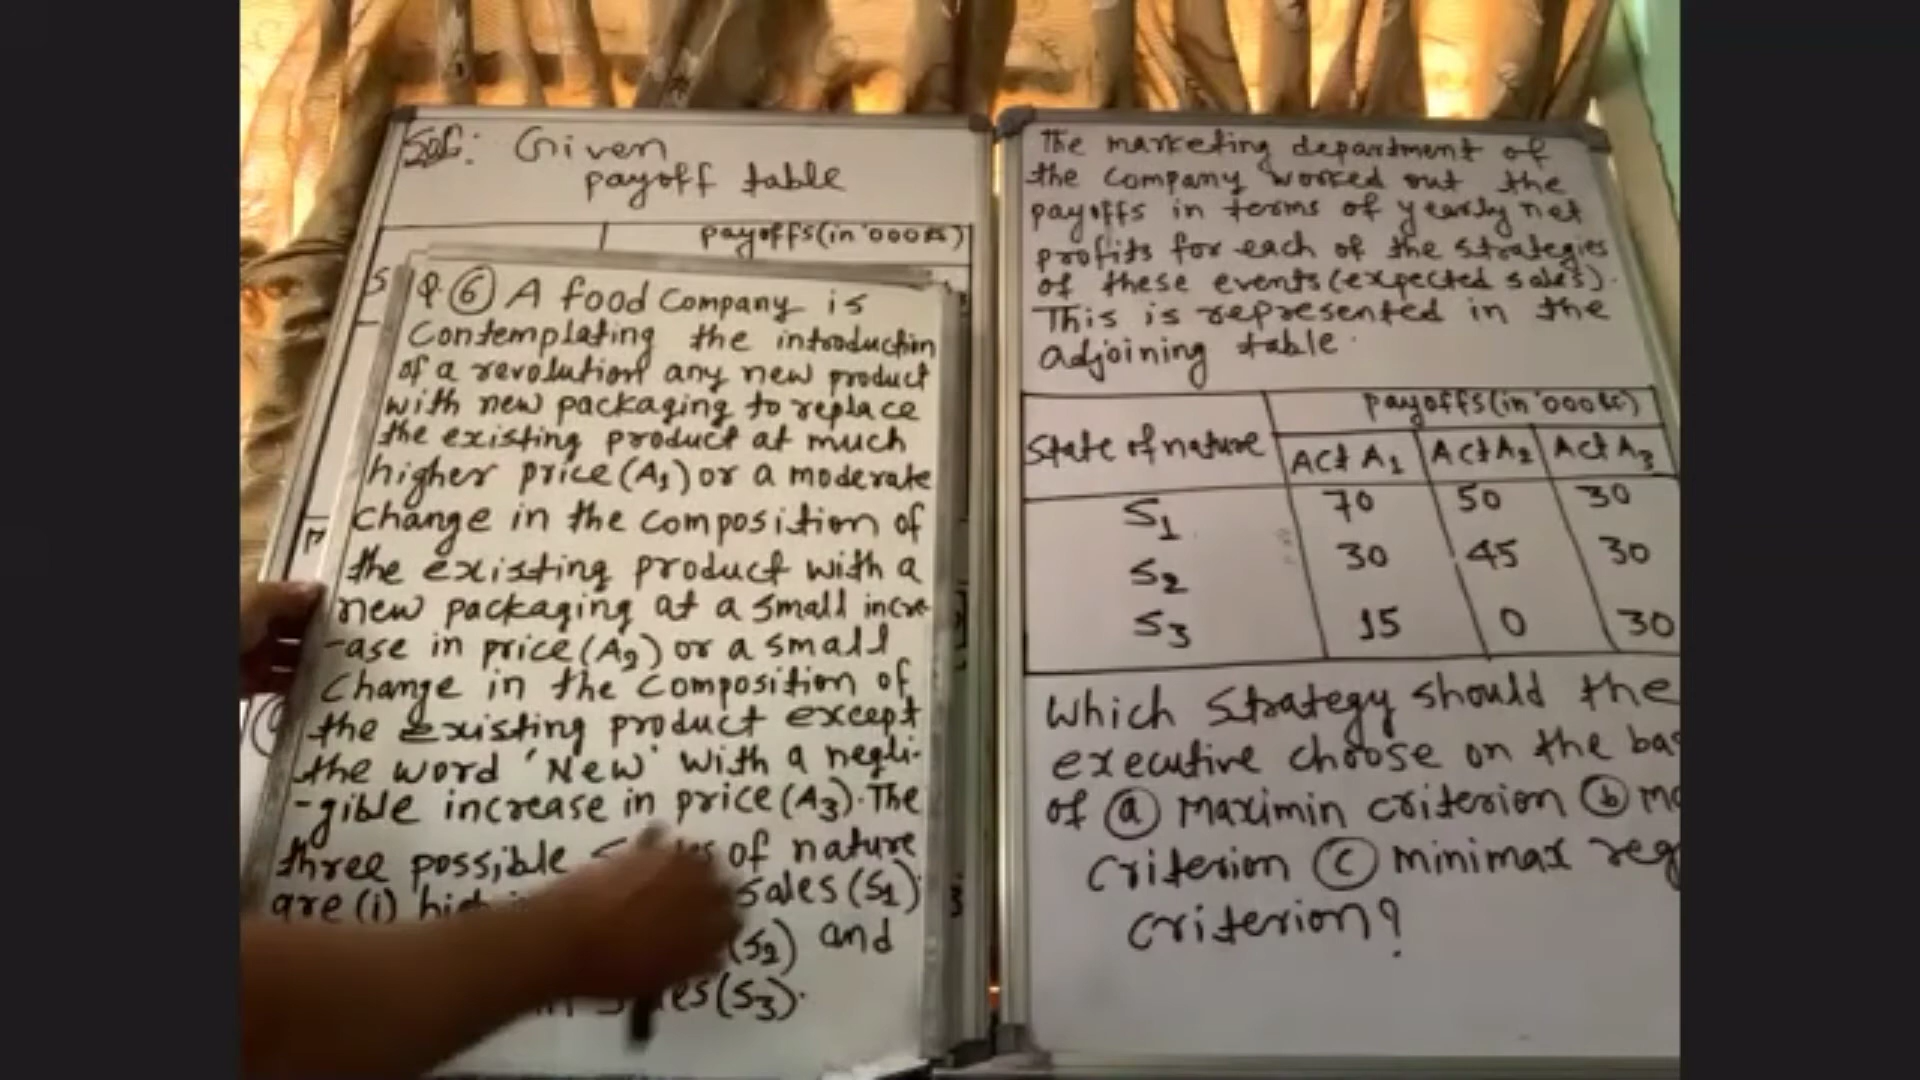 Sol: Given
payoff table
payoffs(in '000 Rs)
S
Q.⑥ A food Company is
Contemplating the introduction
of a revolution any new product
with new packaging to replace
the existing product at much
higher price (A1) or a moderate
change in the composition of
the existing product with a
new packaging at a small incre
-ase in price (A2) or a small
change in the composition of
the existing product except
the word 'New' with a negli-
-gible increase in price (A3). The
three possible of nature
are (i) sales (S1)
(S2) and
(S3).
The marketing department of
the company worked out the
payoffs in terms of yearly net
profits for each of the strategies
of these events (expected sales).
This is represented in the
adjoining table.
payoffs (in '000 Rs)
State of nature Act A1 Act A2 Act A3
S1 70 50 30
S2 30 45 30
S3 15 0 30
Which strategy should the
executive choose on the
of ⓐ Maximin criterion ⓑ
criterion ⓒ minimax
criterion?